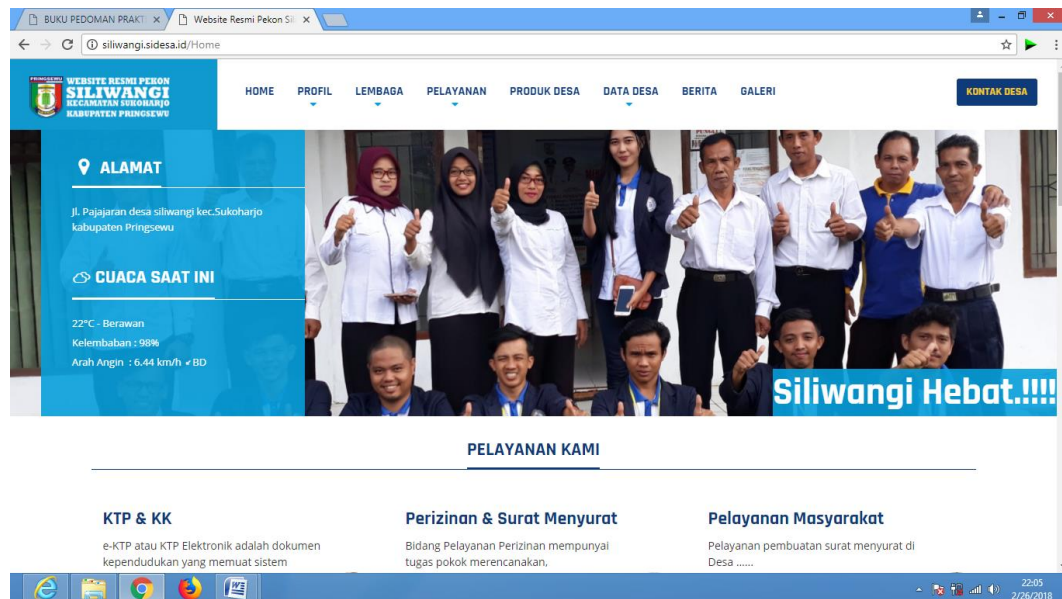 BUKU PEDOMAN PRAKTI
Website Resmi Pekon Sil
siliwangi.sidesa.id/Home
PRINGSEWU
WEBSITE RESMI PEKON
SILIWANGI
KECAMATAN SUKOHARJO
KABUPATEN PRINGSEWU
HOME PROFIL LEMBAGA PELAYANAN PRODUK DESA DATA DESA BERITA GALERI
KONTAK DESA
ALAMAT
Jl. Pajajaran desa siliwangi kec.Sukoharjo
kabupaten Pringsewu
CUACA SAAT INI
22°C - Berawan
Kelembaban : 98%
Arah Angin : 6.44 km/h ↙BD
Siliwangi Hebat.!!!!
PELAYANAN KAMI
KTP & KK
e-KTP atau KTP Elektronik adalah dokumen
kependudukan yang memuat sistem
Perizinan & Surat Menyurat
Bidang Pelayanan Perizinan mempunyai
tugas pokok merencanakan,
Pelayanan Masyarakat
Pelayanan pembuatan surat menyurat di
Desa ......
22:05
2/26/2018